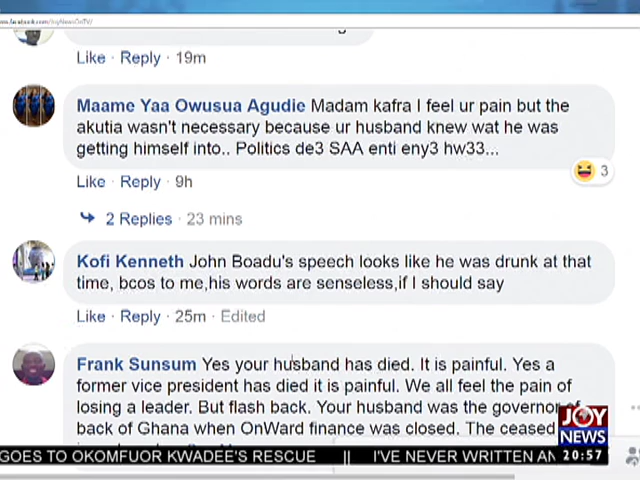 Like · Reply · 19m
Maame Yaa Owusua Agudie Madam kafra I feel ur pain but the
akutia wasn't necessary because ur husband knew wat he was
getting himself into.. Politics de3 SAA enti eny3 hw33...
3
Like · Reply · 9h
2 Replies · 23 mins
Kofi Kenneth John Boadu's speech looks like he was drunk at that
time, bcos to me,his words are senseless,if I should say
Like · Reply · 25m · Edited
Frank Sunsum Yes your husband has died. It is painful. Yes a
former vice president has died it is painful. We all feel the pain of
losing a leader. But flash back. Your husband was the governor of
back of Ghana when OnWard finance was closed. The ceased
JOY
NEWS
20:57
GOES TO OKOMFUOR KWADEE'S RESCUE || I'VE NEVER WRITTEN AN